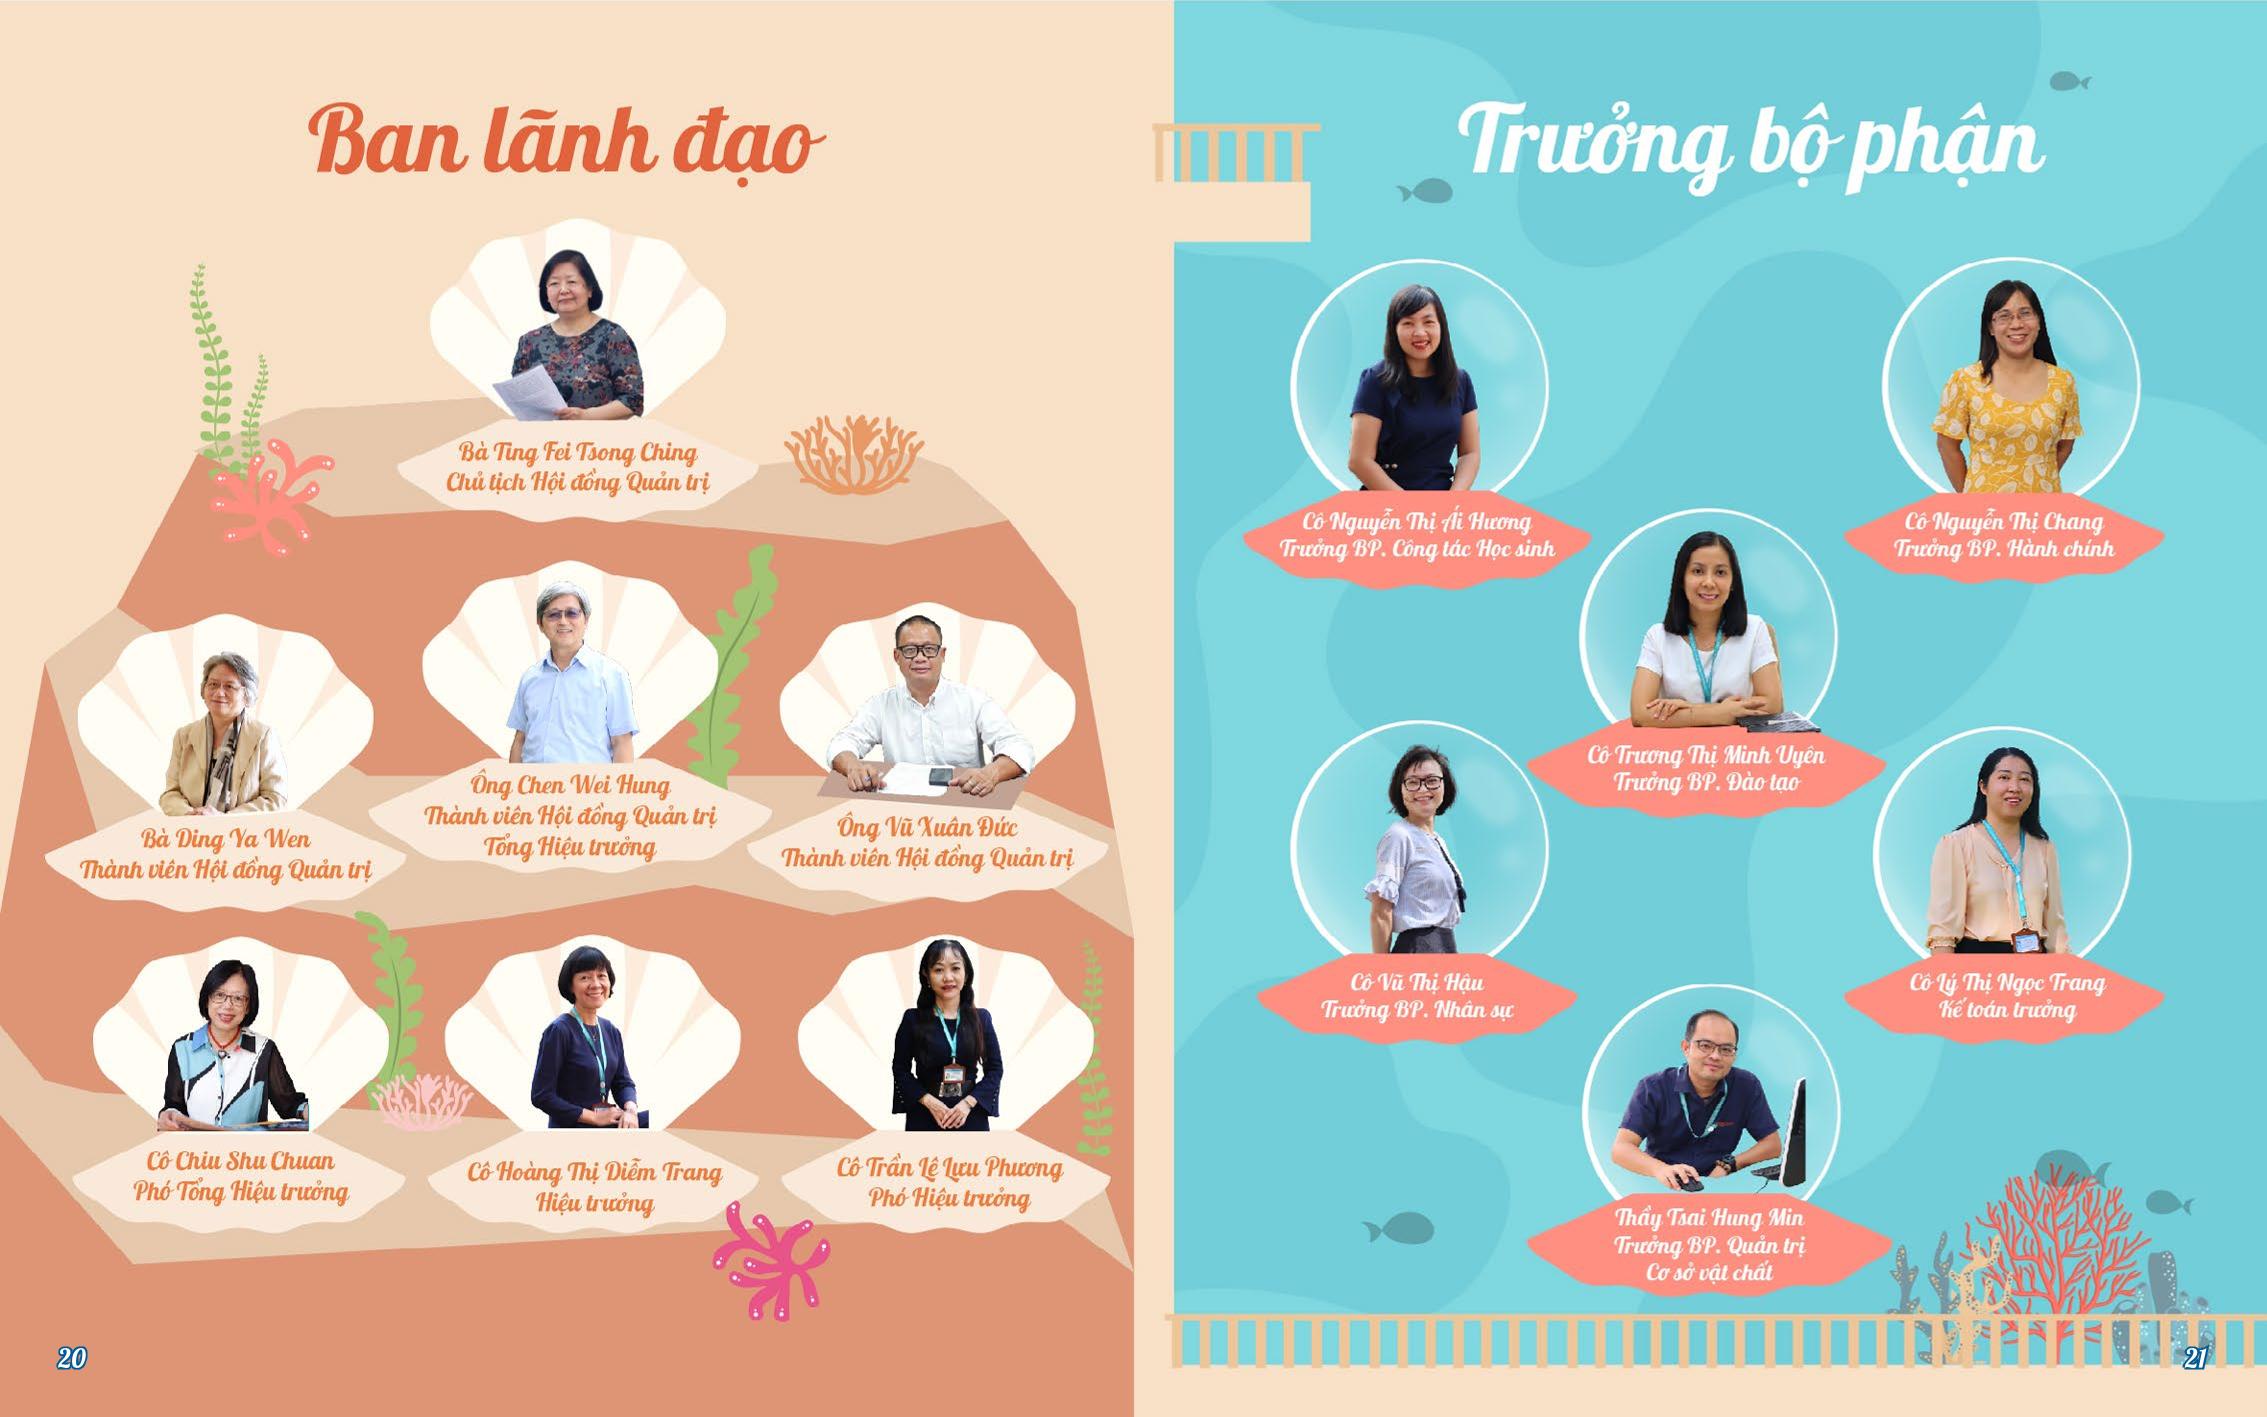 Ban lãnh đạo
Bà Ting Fei Tsong Ching
Chủ tịch Hội đồng Quản trị
Bà Ding Ya Wen
Thành viên Hội đồng Quản trị
Ông Chen Wei Hung
Thành viên Hội đồng Quản trị
Tổng Hiệu trưởng
Ông Vũ Xuân Đức
Thành viên Hội đồng Quản trị
Cô Chiu Shu Chuan
Phó Tổng Hiệu trưởng
Cô Hoàng Thị Diễm Trang
Hiệu trưởng
Cô Trần Lê Lưu Phương
Phó Hiệu trưởng
20
Trưởng bộ phận
Cô Nguyễn Thị Ái Hương
Trưởng BP. Công tác Học sinh
Cô Nguyễn Thị Chang
Trưởng BP. Hành chính
Cô Trương Thị Minh Uyên
Trưởng BP. Đào tạo
Cô Vũ Thị Hậu
Trưởng BP. Nhân sự
Cô Lý Thị Ngọc Trang
Kế toán trưởng
Thầy Tsai Hung Min
Trưởng BP. Quản trị
Cơ sở vật chất
21